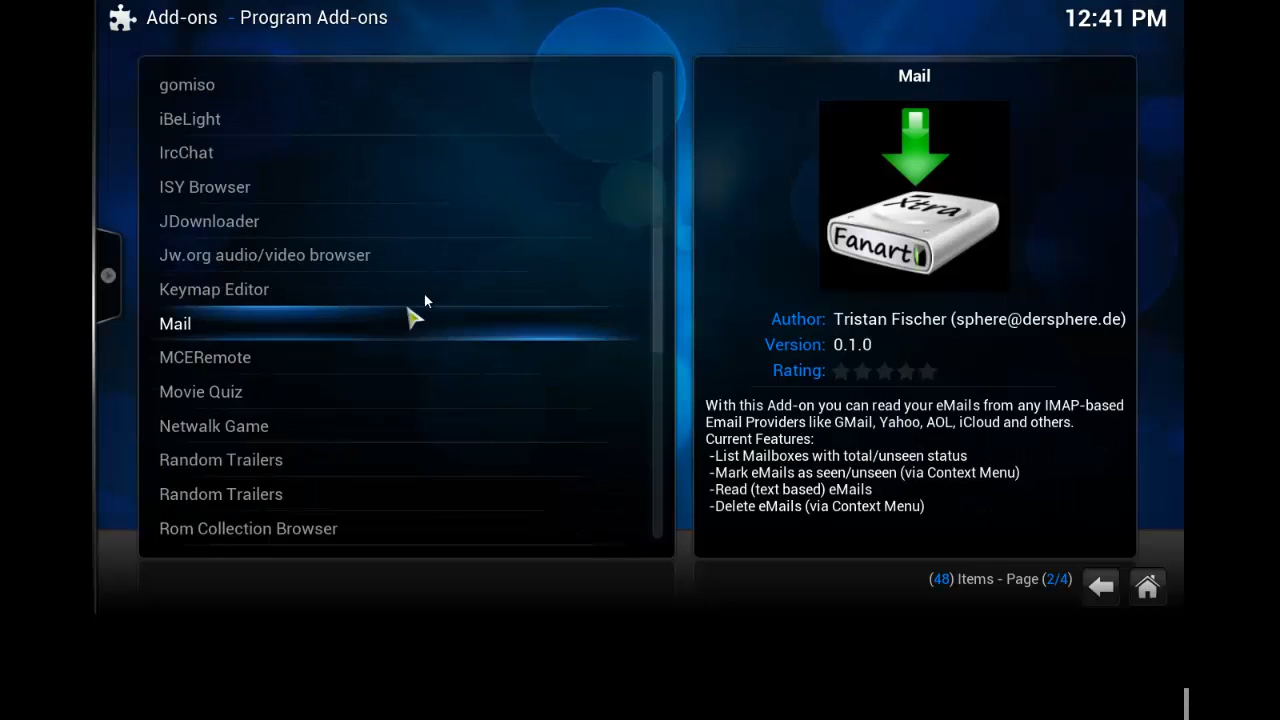 Add-ons - Program Add-ons
12:41 PM
gomiso
iBeLight
IrcChat
ISY Browser
JDownloader
Jw.org audio/video browser
Keymap Editor
Mail
MCERemote
Movie Quiz
Netwalk Game
Random Trailers
Random Trailers
Rom Collection Browser
Mail
Xtra
Fanart
Author: Tristan Fischer (sphere@dersphere.de)
Version: 0.1.0
Rating:
With this Add-on you can read your eMails from any IMAP-based
Email Providers like GMail, Yahoo, AOL, iCloud and others.
Current Features:
-List Mailboxes with total/unseen status
-Mark eMails as seen/unseen (via Context Menu)
-Read (text based) eMails
-Delete eMails (via Context Menu)
(48) Items - Page (2/4)